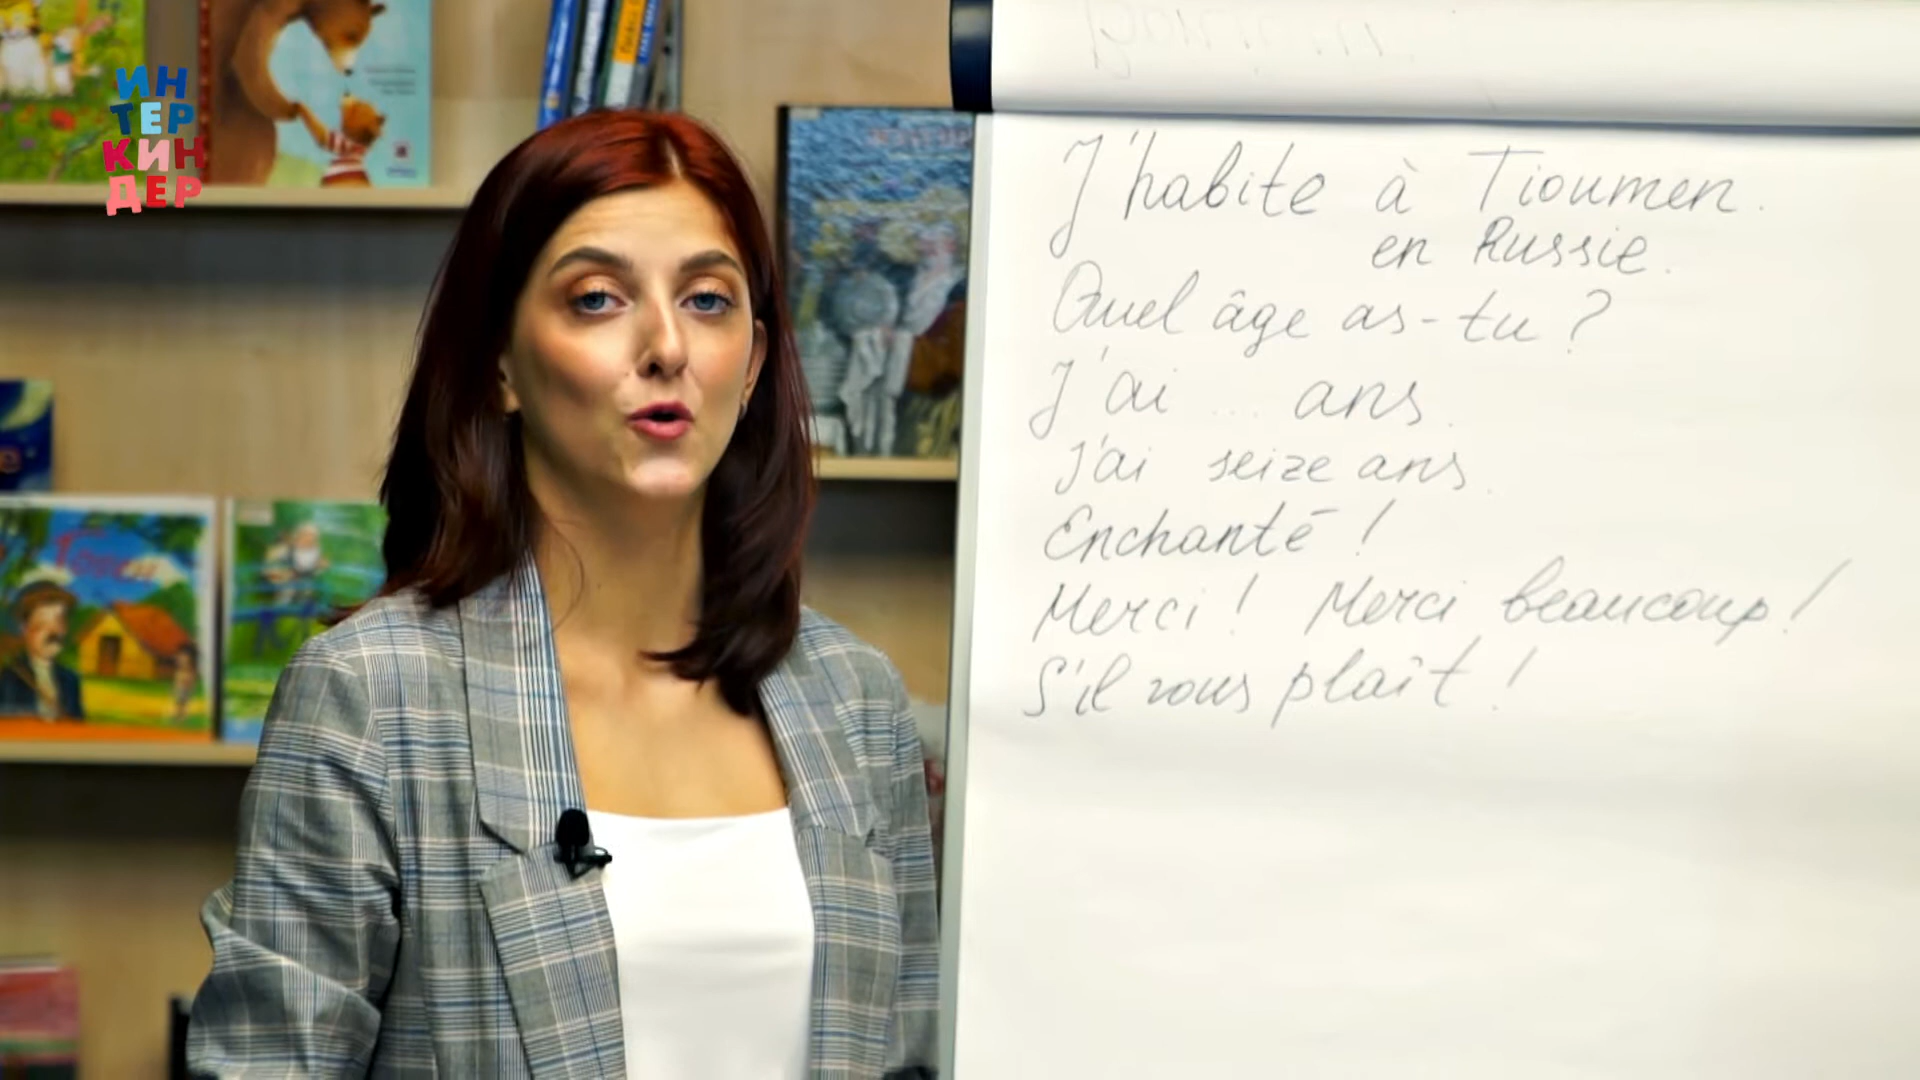 ИН
ТЕР
КИН
ДЕР
J'habite à Tioumen.
en Russie.
Quel âge as-tu ?
J'ai ... ans.
J'ai seize ans.
Enchanté !
Merci ! Merci beaucoup !
S'il vous plaît !